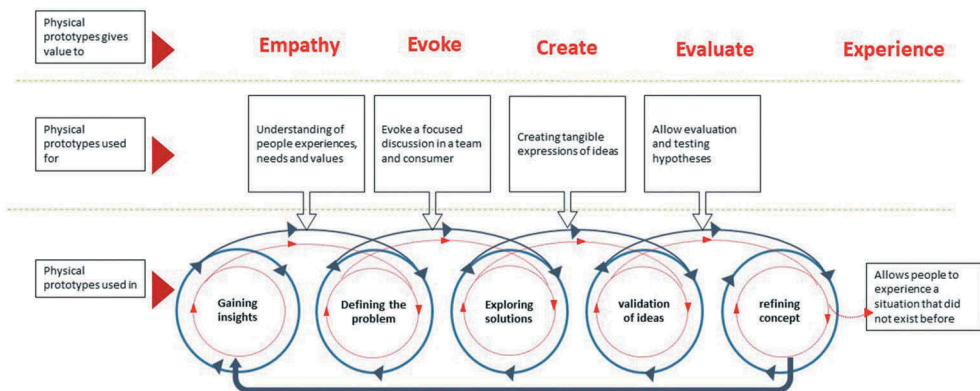 Physical
prototypes gives
value to
Empathy
Evoke
Create
Evaluate
Experience
Physical
prototypes used
for
Understanding of
people experiences,
needs and values
Evoke a focused
discussion in a team
and consumer
Creating tangible
expressions of ideas
Allow evaluation
and testing
hypotheses
Physical
prototypes used in
Gaining
insights
Defining the
problem
Exploring
solutions
validation
of ideas
refining
concept
Allows people to
experience a
situation that did
not exist before